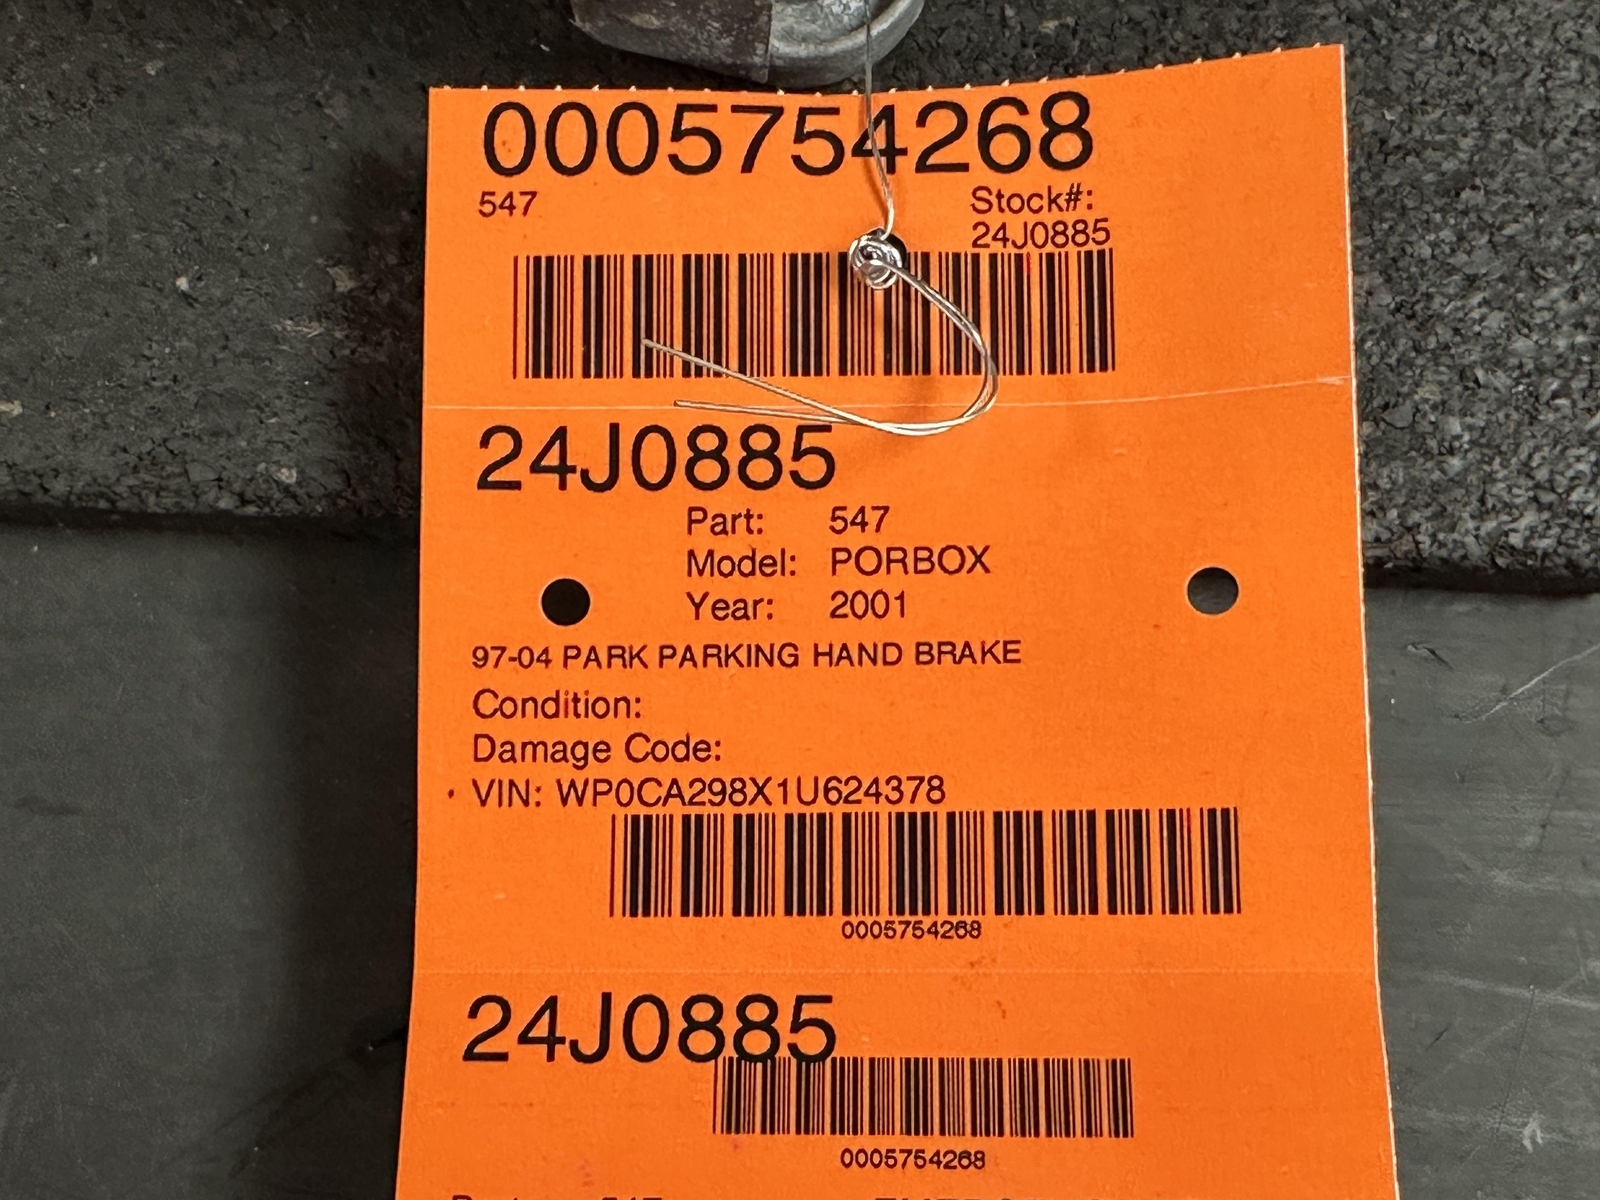 0005754268
547
Stock#:
24J0885
24J0885
Part: 547
Model: PORBOX
Year: 2001
97-04 PARK PARKING HAND BRAKE
Condition:
Damage Code:
VIN: WP0CA298X1U624378
0005754268
24J0885
0005754268